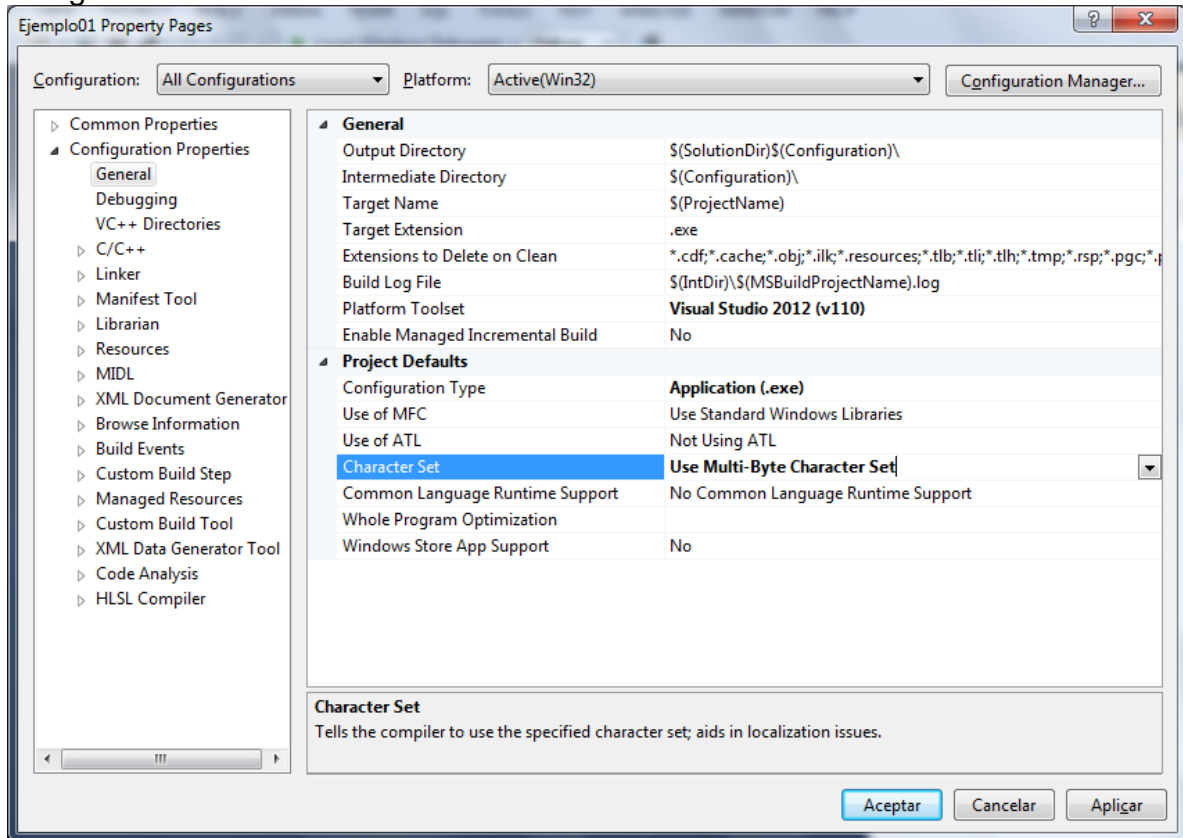 Ejemplo01 Property Pages
Configuration: All Configurations Platform: Active(Win32) Configuration Manager...
Common Properties
Configuration Properties
General
Debugging
VC++ Directories
C/C++
Linker
Manifest Tool
Librarian
Resources
MIDL
XML Document Generator
Browse Information
Build Events
Custom Build Step
Managed Resources
Custom Build Tool
XML Data Generator Tool
Code Analysis
HLSL Compiler
General
Output Directory $(SolutionDir)$(Configuration)\
Intermediate Directory $(Configuration)\
Target Name $(ProjectName)
Target Extension .exe
Extensions to Delete on Clean *.cdf;*.cache;*.obj;*.ilk;*.resources;*.tlb;*.tli;*.tlh;*.tmp;*.rsp;*.pgc;*.p
Build Log File $(IntDir)\$(MSBuildProjectName).log
Platform Toolset Visual Studio 2012 (v110)
Enable Managed Incremental Build No
Project Defaults
Configuration Type Application (.exe)
Use of MFC Use Standard Windows Libraries
Use of ATL Not Using ATL
Character Set Use Multi-Byte Character Set
Common Language Runtime Support No Common Language Runtime Support
Whole Program Optimization
Windows Store App Support No
Character Set
Tells the compiler to use the specified character set; aids in localization issues.
Aceptar Cancelar Aplicar